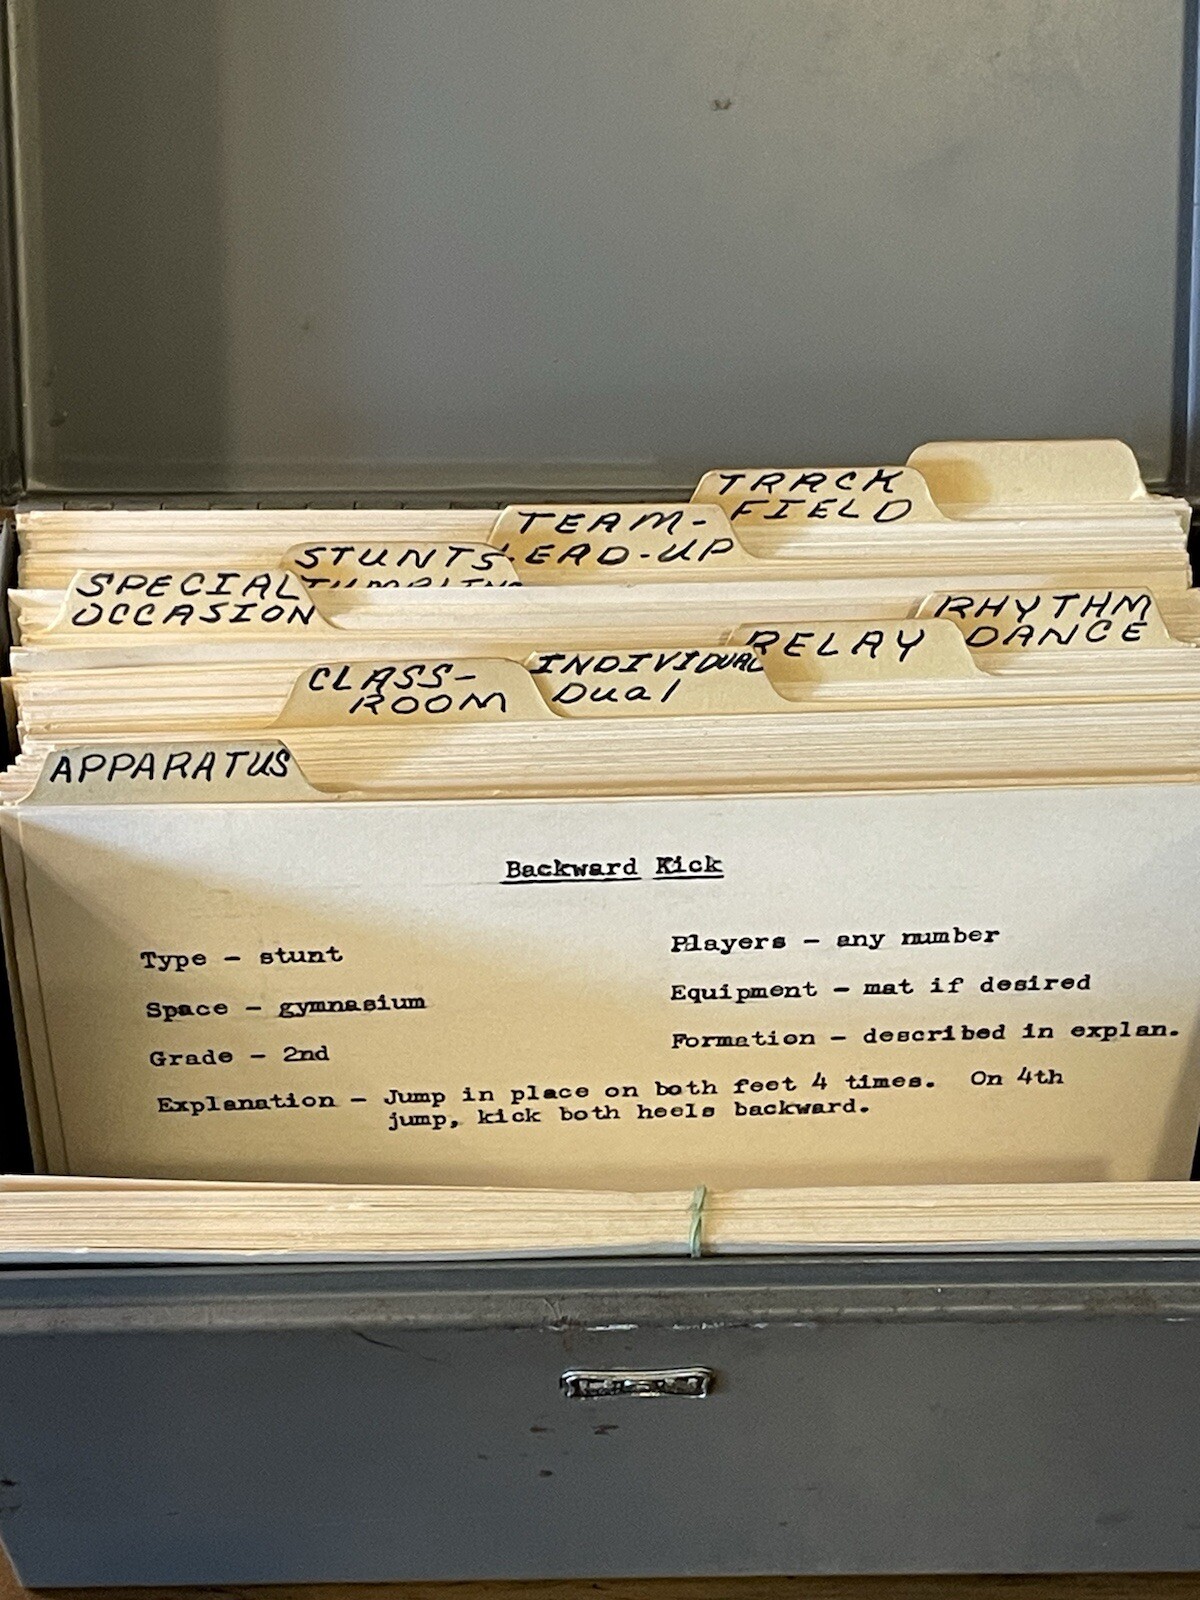 TRACK
FIELD
TEAM-
LEAD-UP
STUNTS
TUMBLING
SPECIAL
OCCASION
RHYTHM
DANCE
RELAY
INDIVIDUAL
Dual
CLASS-
ROOM
APPARATUS
Backward Kick
Type - stunt
Players - any number
Space - gymnasium
Equipment - mat if desired
Grade - 2nd
Formation - described in explan.
Explanation - Jump in place on both feet 4 times. On 4th
jump, kick both heels backward.